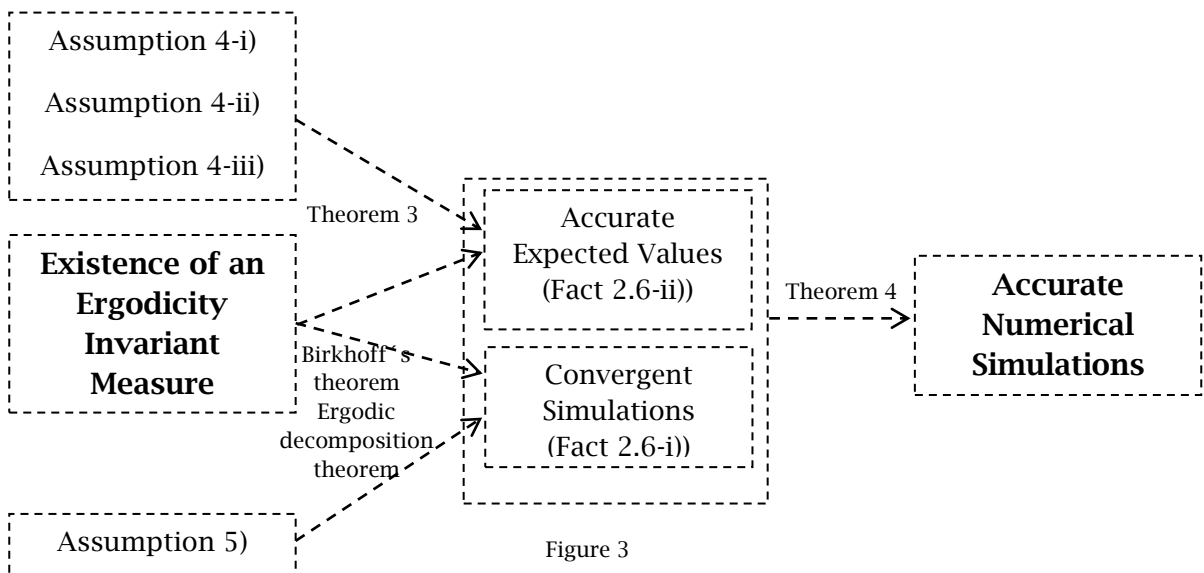 Assumption 4-i)
Assumption 4-ii)
Assumption 4-iii)
Theorem 3
Existence of an
Ergodicity
Invariant
Measure
Birkhoff´s
theorem
Ergodic
decomposition
theorem
Assumption 5)
Accurate
Expected Values
(Fact 2.6-ii))
Convergent
Simulations
(Fact 2.6-i))
Theorem 4
Accurate
Numerical
Simulations
Figure 3